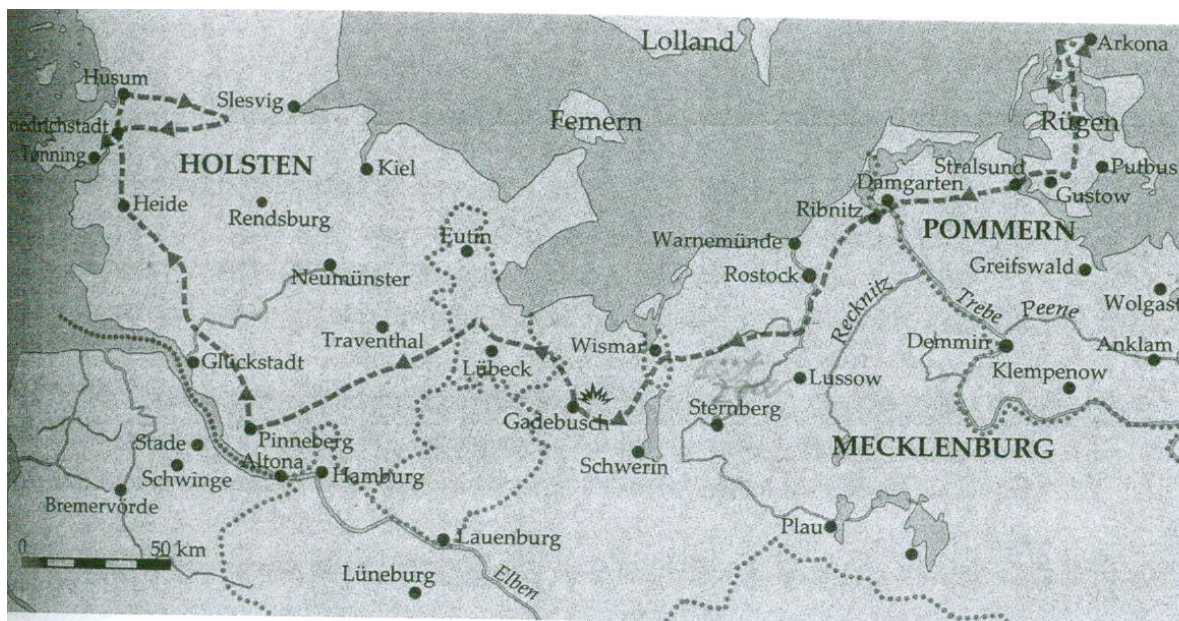 Lolland
Arkona
Husum
Slesvig
Femern
Rügen
iedrichstadt
Tønning
HOLSTEN
Kiel
Stralsund
Putbus
Damgarten
Gustow
Heide
Rendsburg
Ribnitz
POMMERN
Eutin
Warnemünde
Greifswald
Neumünster
Rostock
Recknitz
Trebe
Peene
Wolgast
Traventhal
Glückstadt
Lübeck
Wismar
Demmin
Anklam
Lussow
Klempenow
Gadebusch
Sternberg
Pinneberg
MECKLENBURG
Stade
Altona
Hamburg
Schwerin
Schwinge
Bremervörde
Plau
Lauenburg
0 50 km
Lüneburg
Elben